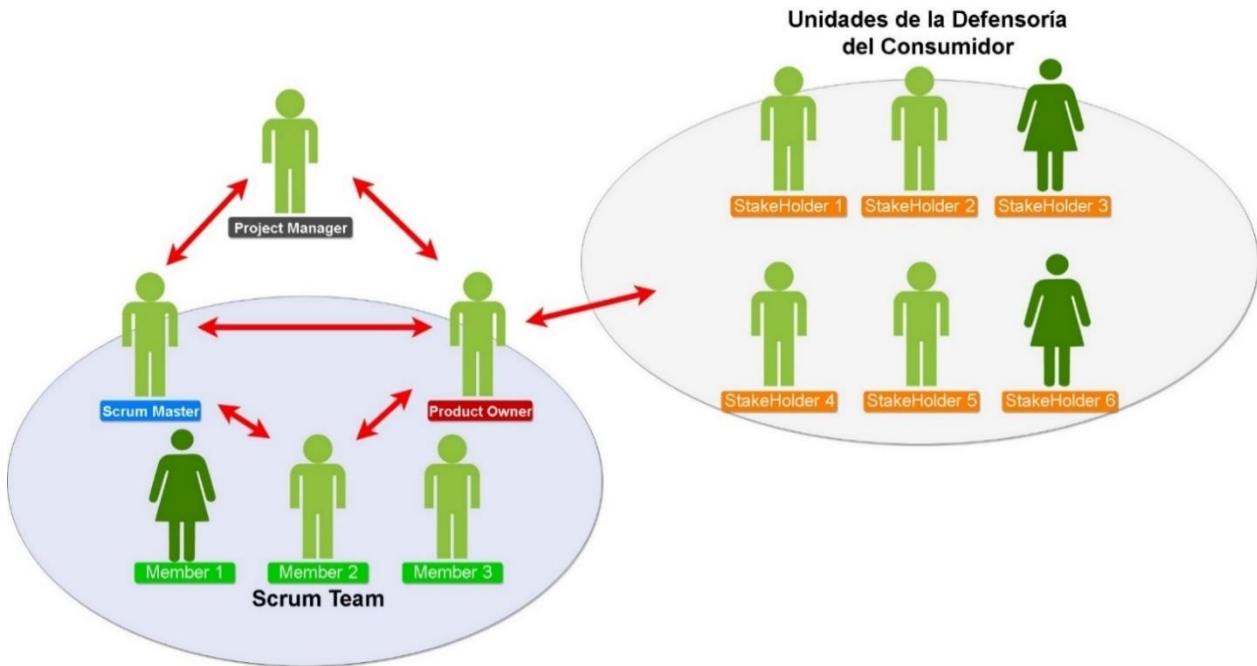 Unidades de la Defensoría
del Consumidor
StakeHolder 1
StakeHolder 2
StakeHolder 3
Project Manager
StakeHolder 4
StakeHolder 5
StakeHolder 6
Scrum Master
Product Owner
Member 1
Member 2
Member 3
Scrum Team